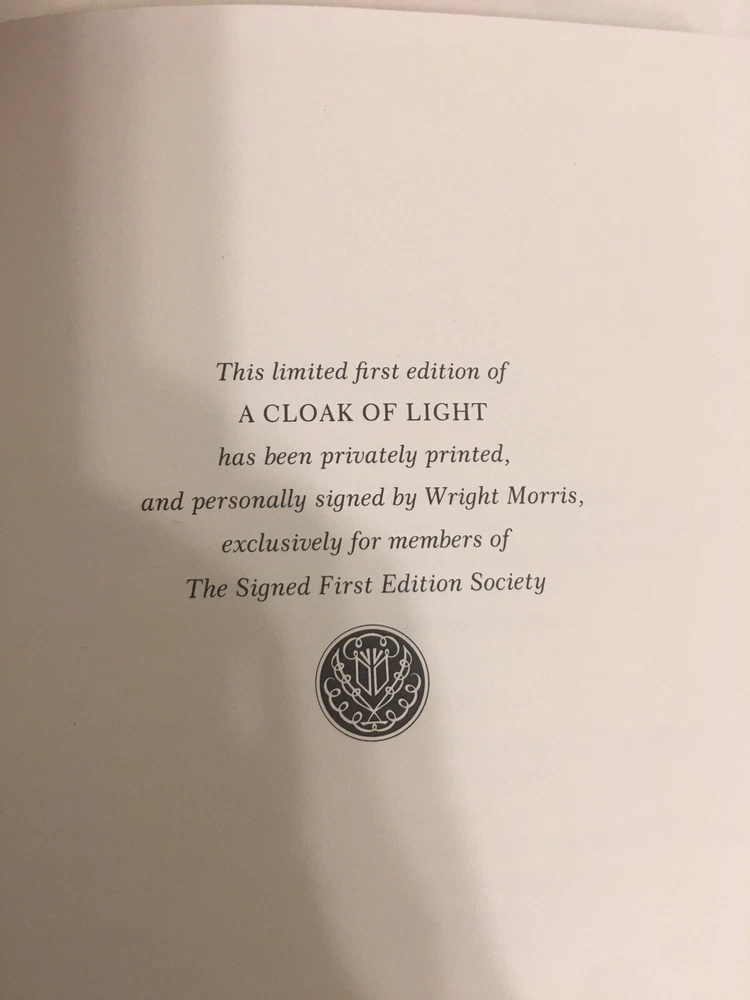 This limited first edition of
A CLOAK OF LIGHT
has been privately printed,
and personally signed by Wright Morris,
exclusively for members of
The Signed First Edition Society